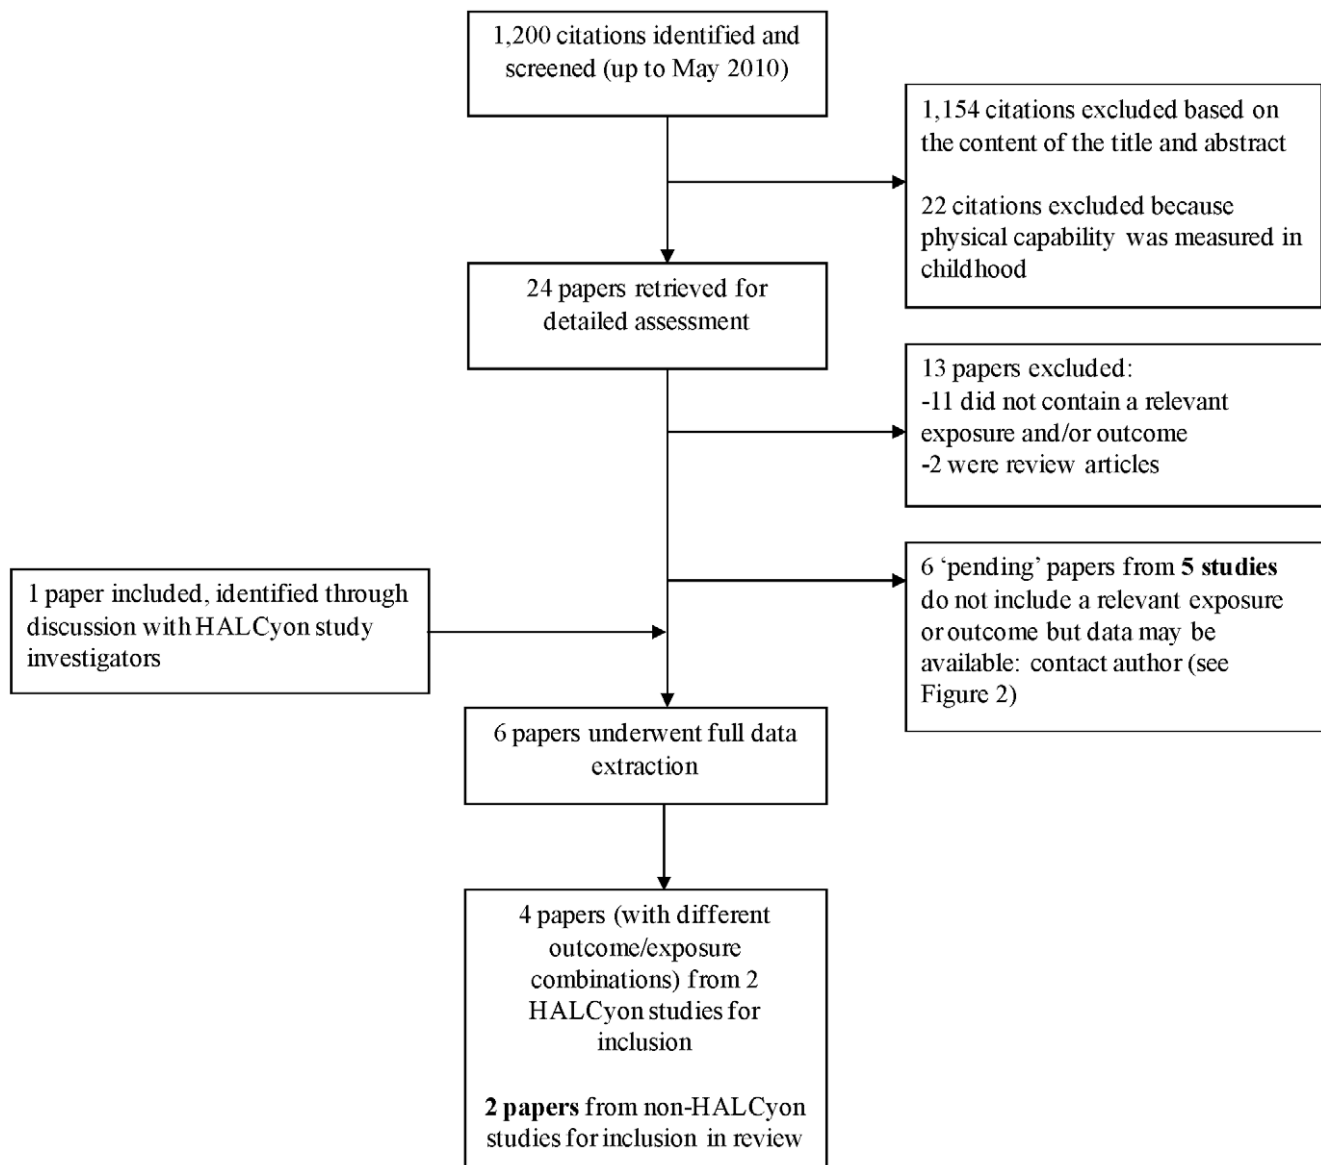 1,200 citations identified and
screened (up to May 2010)
1,154 citations excluded based on
the content of the title and abstract
22 citations excluded because
physical capability was measured in
childhood
24 papers retrieved for
detailed assessment
13 papers excluded:
-11 did not contain a relevant
exposure and/or outcome
-2 were review articles
6 ‘pending’ papers from 5 studies
do not include a relevant exposure
or outcome but data may be
available: contact author (see
Figure 2)
1 paper included, identified through
discussion with HALCyon study
investigators
6 papers underwent full data
extraction
4 papers (with different
outcome/exposure
combinations) from 2
HALCyon studies for
inclusion
2 papers from non-HALCyon
studies for inclusion in review